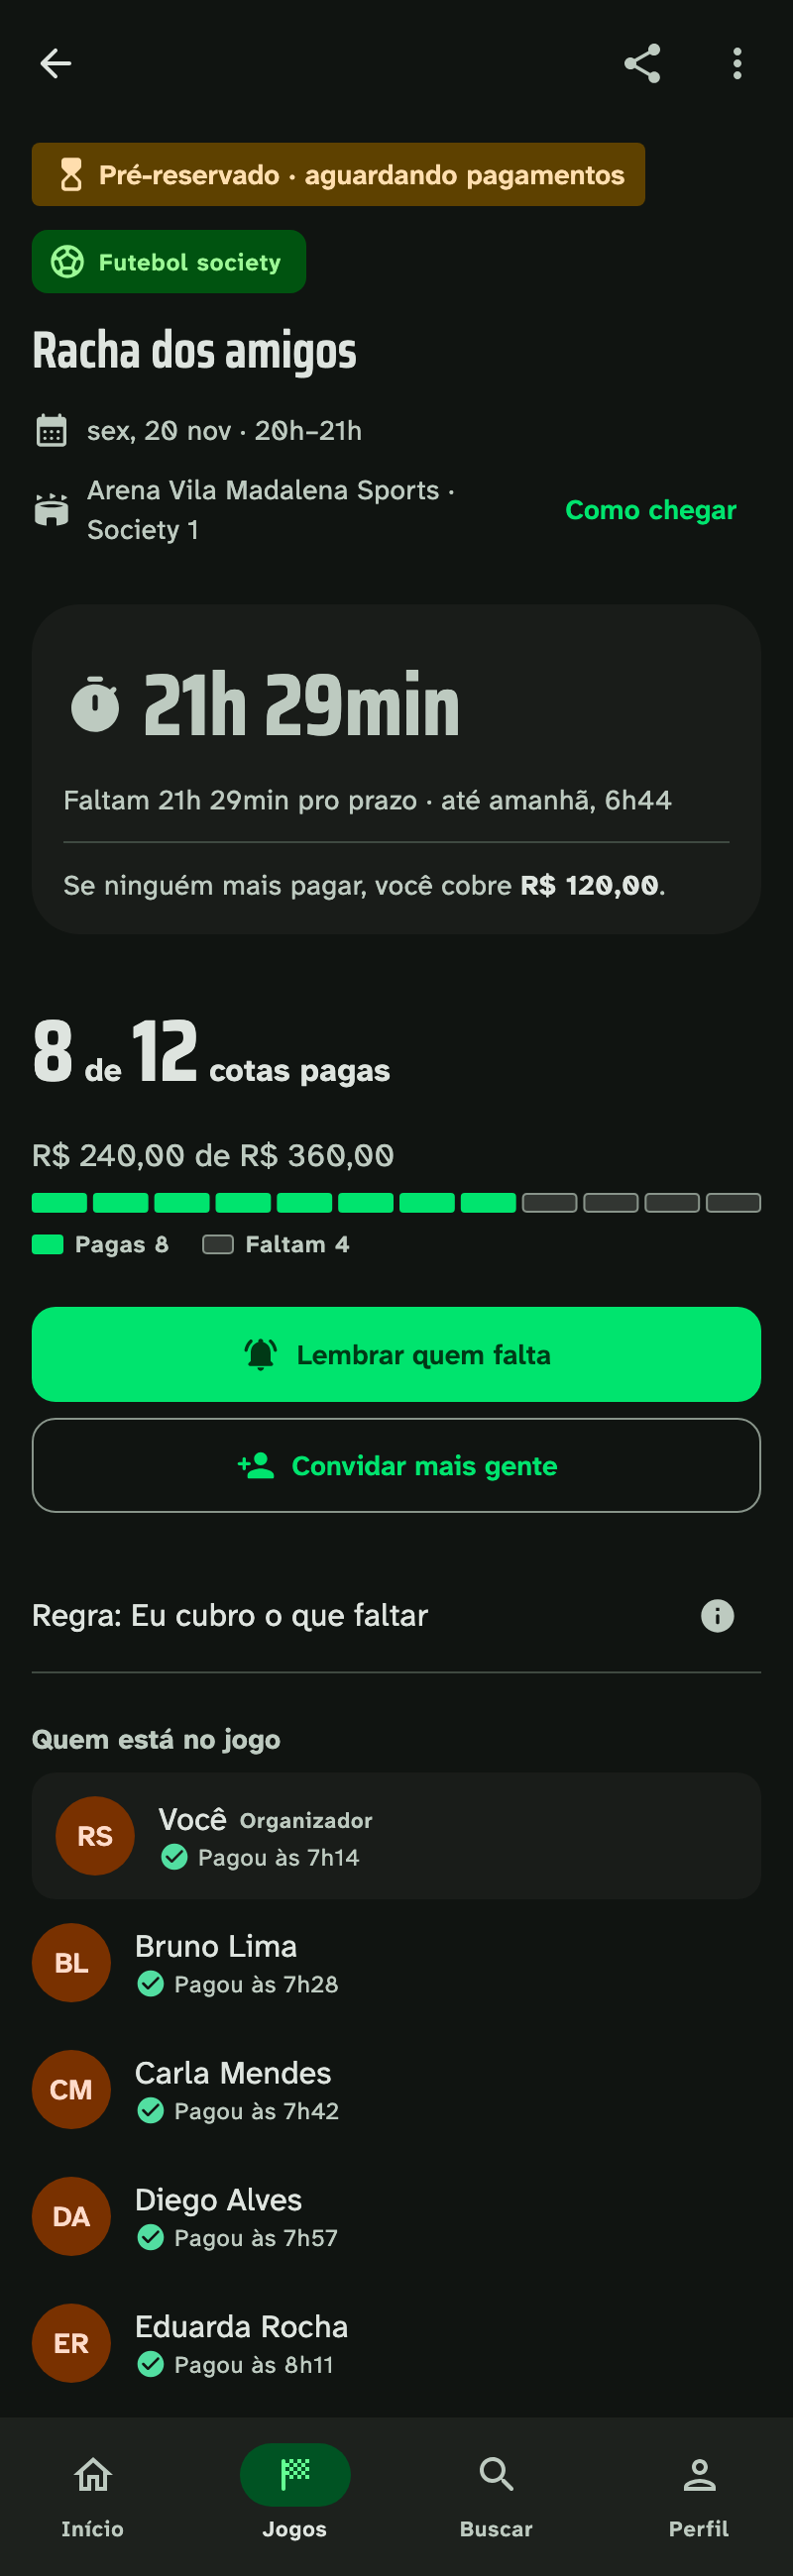 Pré-reservado · aguardando pagamentos
Futebol society
Racha dos amigos
sex, 20 nov · 20h–21h
Arena Vila Madalena Sports ·
Society 1
Como chegar
21h 29min
Faltam 21h 29min pro prazo · até amanhã, 6h44
Se ninguém mais pagar, você cobre R$ 120,00.
8 de 12 cotas pagas
R$ 240,00 de R$ 360,00
Pagas 8
Faltam 4
Lembrar quem falta
Convidar mais gente
Regra: Eu cubro o que faltar
Quem está no jogo
RS
Você Organizador
Pagou às 7h14
BL
Bruno Lima
Pagou às 7h28
CM
Carla Mendes
Pagou às 7h42
DA
Diego Alves
Pagou às 7h57
ER
Eduarda Rocha
Pagou às 8h11
Início
Jogos
Buscar
Perfil